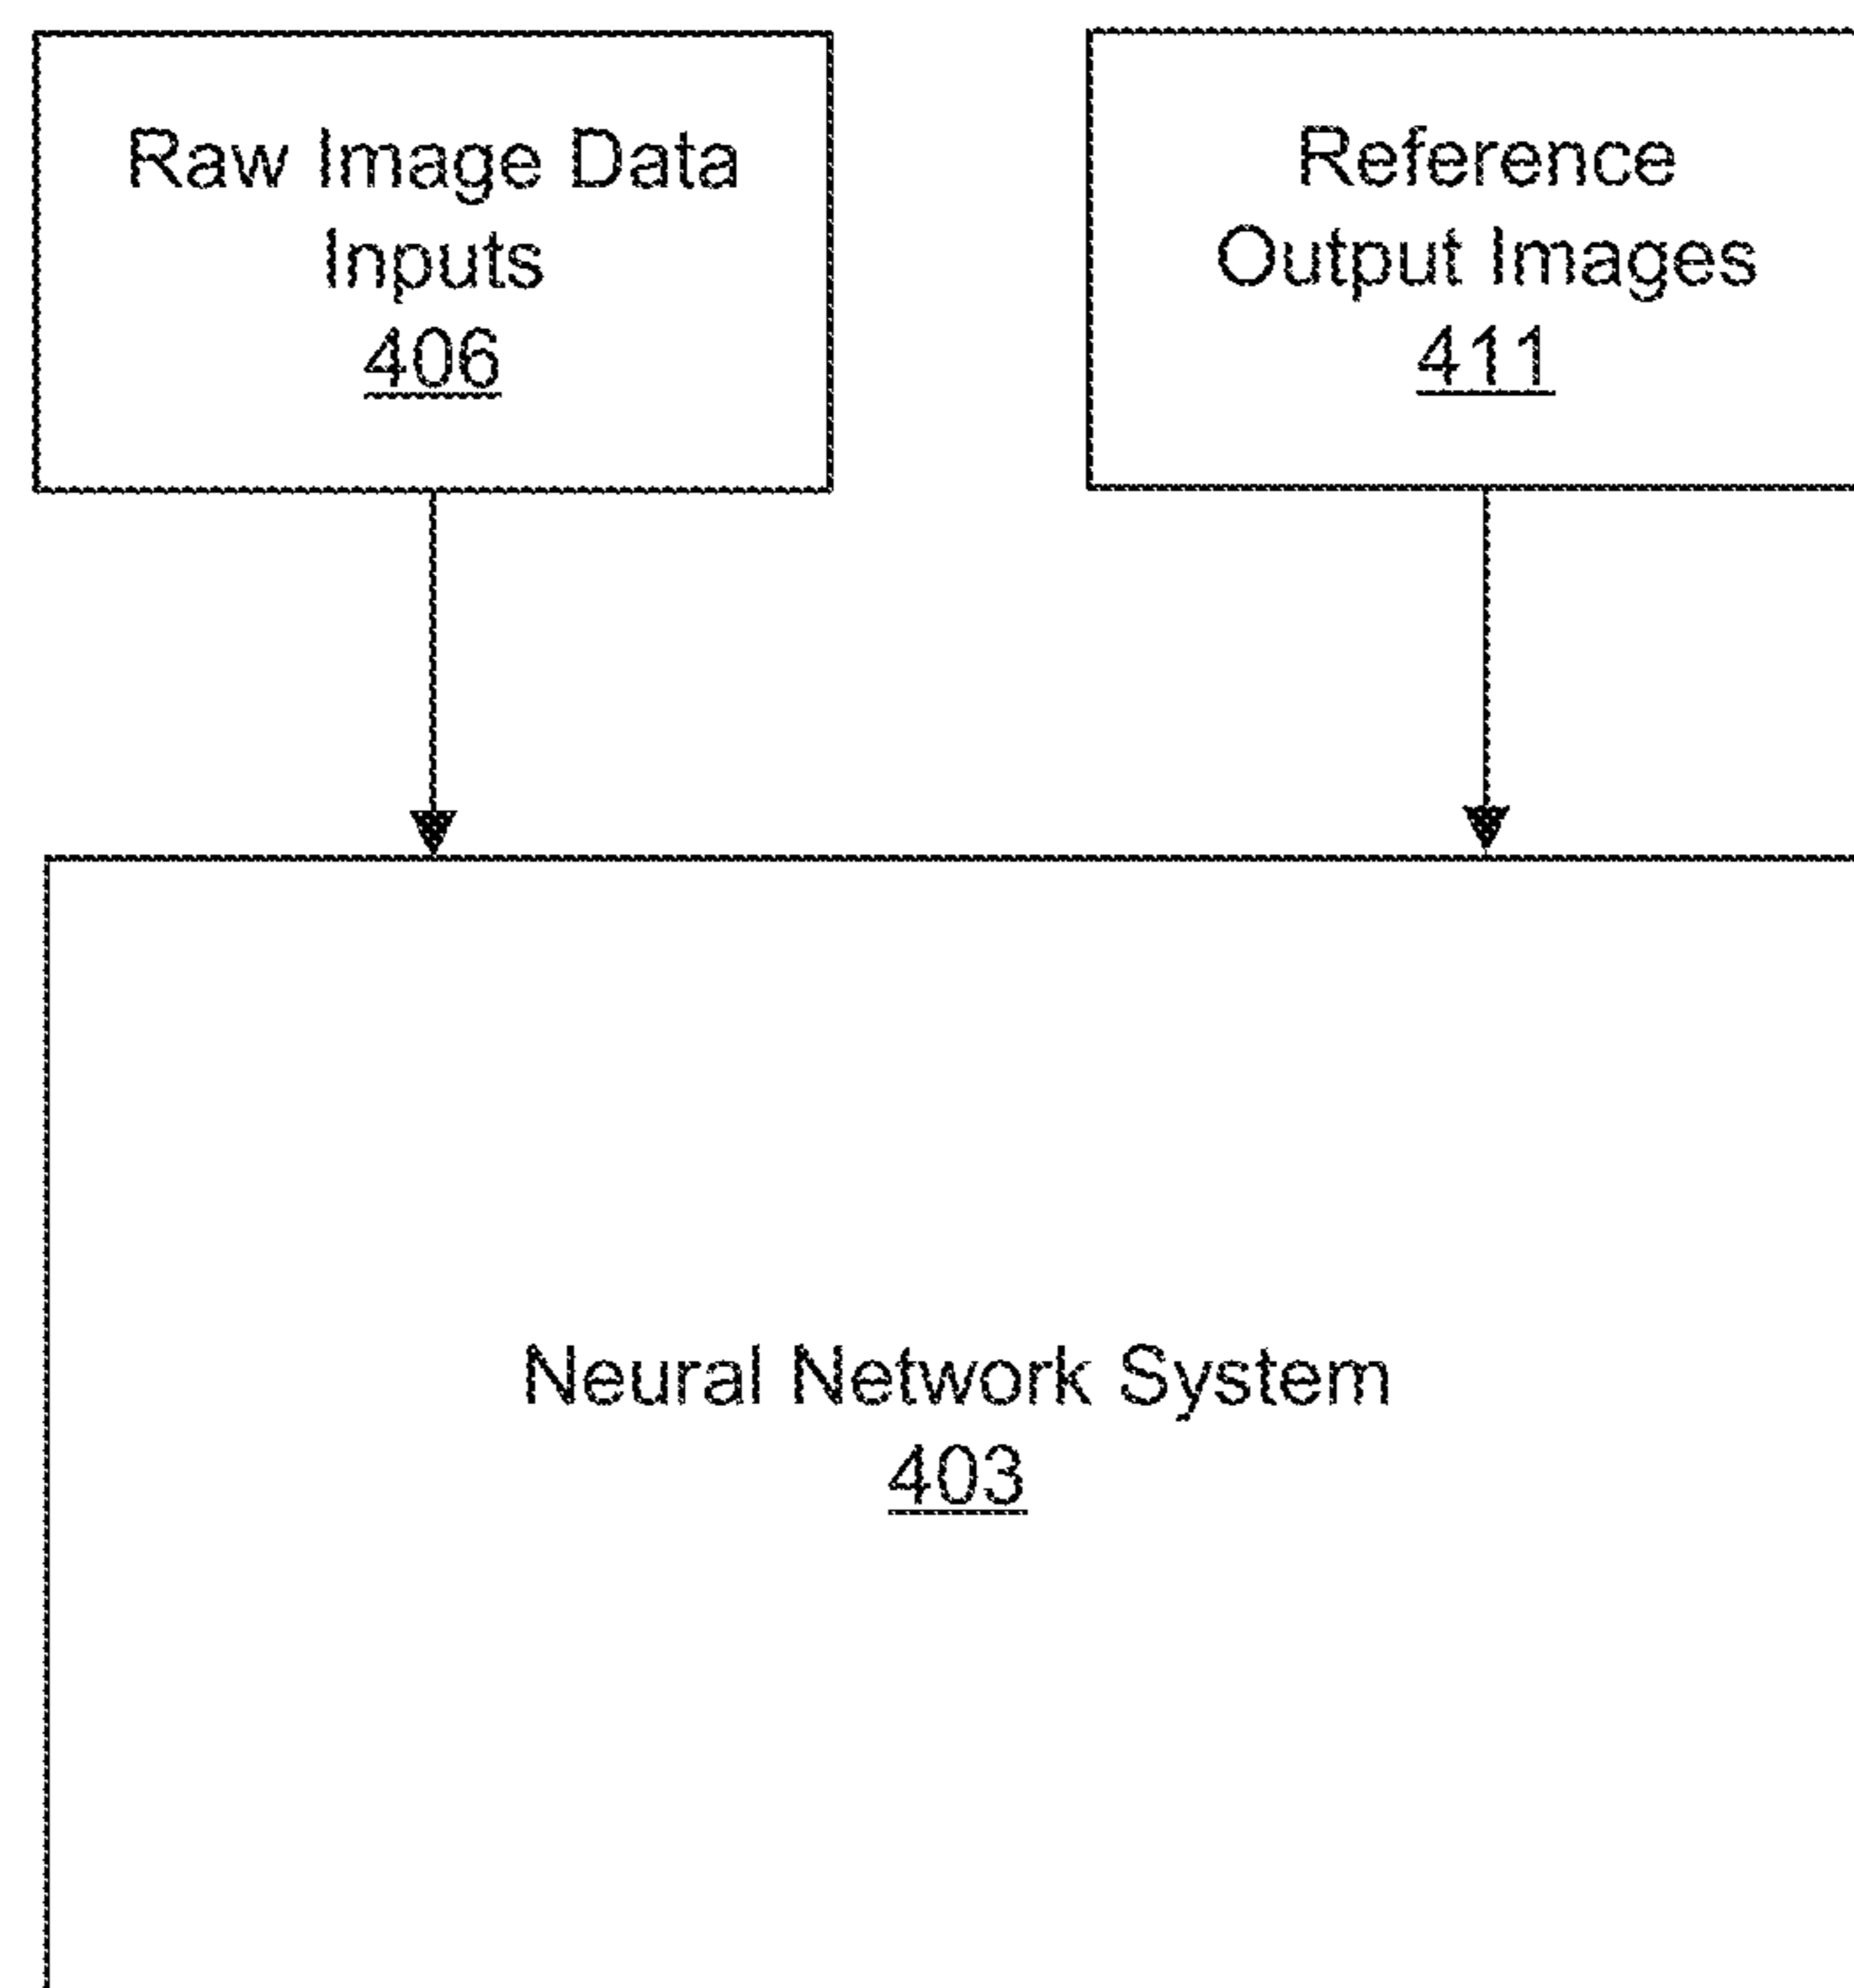 Raw Image Data
Inputs
406
Reference
Output Images
411
Neural Network System
403